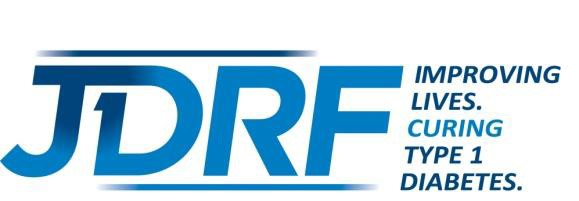 JDRF
IMPROVING
LIVES.
CURING
TYPE 1
DIABETES.